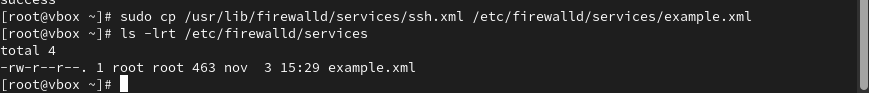 success
[root@vbox ~]# sudo cp /usr/lib/firewalld/services/ssh.xml /etc/firewalld/services/example.xml
[root@vbox ~]# ls -lrt /etc/firewalld/services
total 4
-rw-r--r--. 1 root root 463 nov  3 15:29 example.xml
[root@vbox ~]#